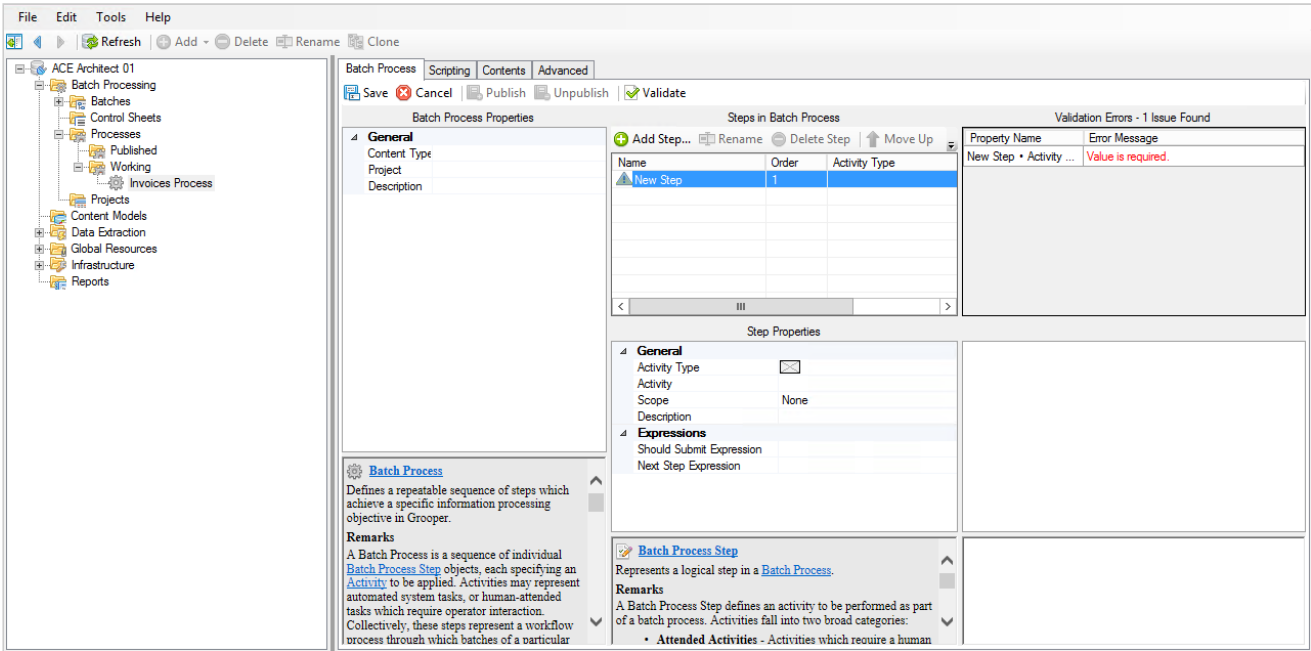 File Edit Tools Help
Refresh Add Delete Rename Clone
ACE Architect 01
Batch Processing
Batches
Control Sheets
Processes
Published
Working
Invoices Process
Projects
Content Models
Data Extraction
Global Resources
Infrastructure
Reports
Batch Process Scripting Contents Advanced
Save Cancel Publish Unpublish Validate
Batch Process Properties
General
Content Type
Project
Description
Batch Process
Defines a repeatable sequence of steps which
achieve a specific information processing
objective in Grooper.
Remarks
A Batch Process is a sequence of individual
Batch Process Step objects, each specifying an
Activity to be applied. Activities may represent
automated system tasks, or human-attended
tasks which require operator interaction.
Collectively, these steps represent a workflow
process through which batches of a particular
Steps in Batch Process
Add Step... Rename Delete Step Move Up
Name Order Activity Type
New Step 1
Step Properties
General
Activity Type
Activity
Scope None
Description
Expressions
Should Submit Expression
Next Step Expression
Batch Process Step
Represents a logical step in a Batch Process.
Remarks
A Batch Process Step defines an activity to be performed as part
of a batch process. Activities fall into two broad categories:
• Attended Activities - Activities which require a human
Validation Errors - 1 Issue Found
Property Name Error Message
New Step • Activity ... Value is required.